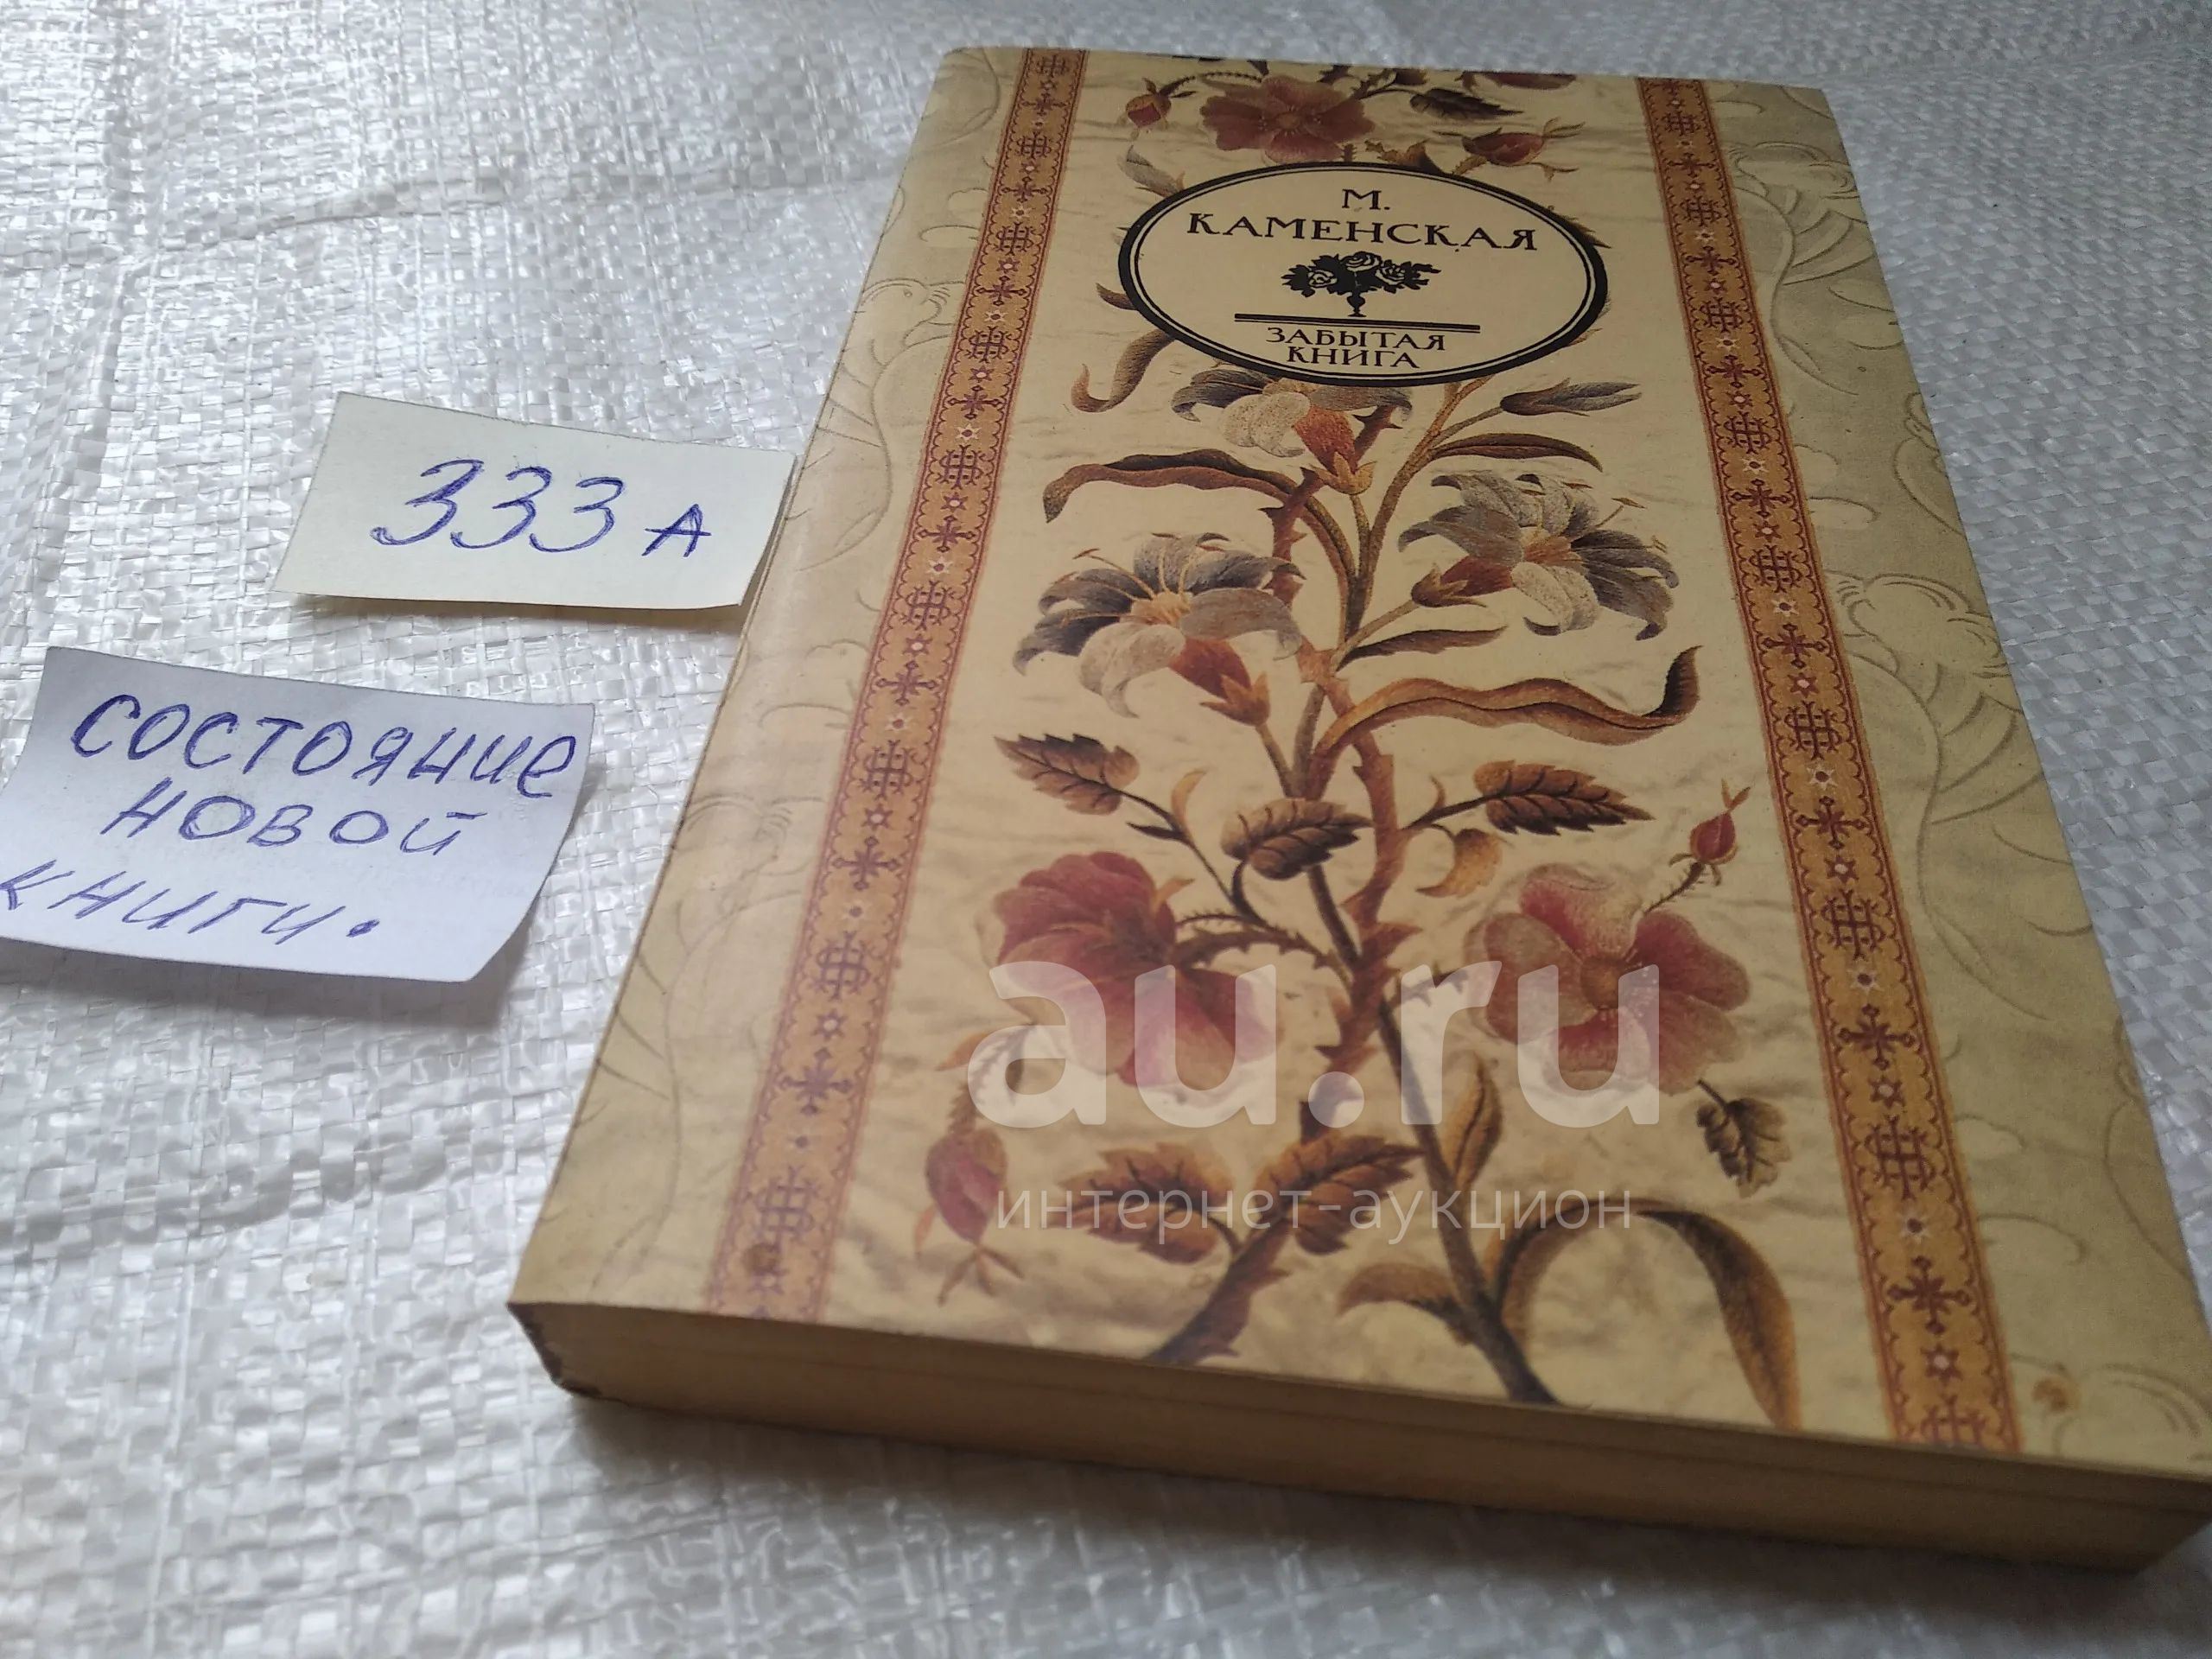 М.
КАМЕНСКАЯ
ЗАБЫТАЯ
КНИГА
333 А
состояние
новой
книги.
au.ru
интернет-аукцион